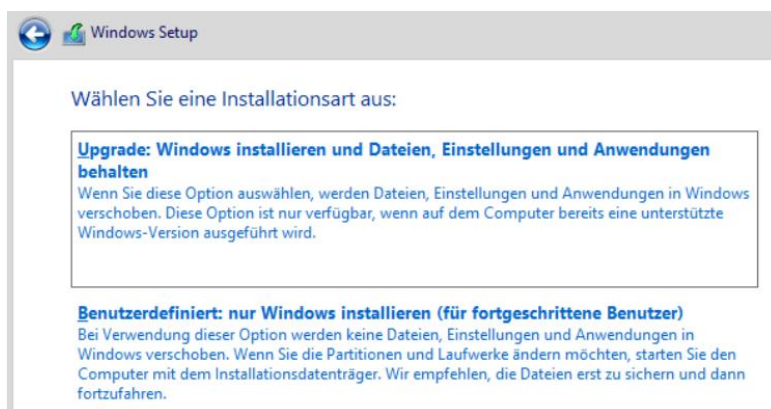 Windows Setup
Wählen Sie eine Installationsart aus:
Upgrade: Windows installieren und Dateien, Einstellungen und Anwendungen
behalten
Wenn Sie diese Option auswählen, werden Dateien, Einstellungen und Anwendungen in Windows
verschoben. Diese Option ist nur verfügbar, wenn auf dem Computer bereits eine unterstützte
Windows-Version ausgeführt wird.
Benutzerdefiniert: nur Windows installieren (für fortgeschrittene Benutzer)
Bei Verwendung dieser Option werden keine Dateien, Einstellungen und Anwendungen in
Windows verschoben. Wenn Sie die Partitionen und Laufwerke ändern möchten, starten Sie den
Computer mit dem Installationsdatenträger. Wir empfehlen, die Dateien erst zu sichern und dann
fortzufahren.